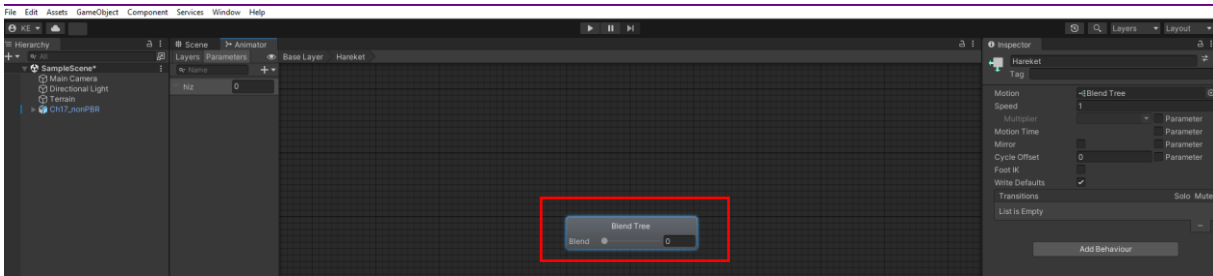 File Edit Assets GameObject Component Services Window Help
KE Layers Layout
Hierarchy Scene Animator Inspector
All Layers Parameters Base Layer Hareket Hareket
SampleScene* Name Tag
Main Camera hiz 0
Directional Light
Terrain
Ch17_nonPBR
Motion Blend Tree
Speed 1
Multiplier Parameter
Motion Time Parameter
Mirror Parameter
Cycle Offset 0 Parameter
Foot IK
Write Defaults
Transitions Solo Mute
List is Empty
Blend Tree
Blend 0
Add Behaviour